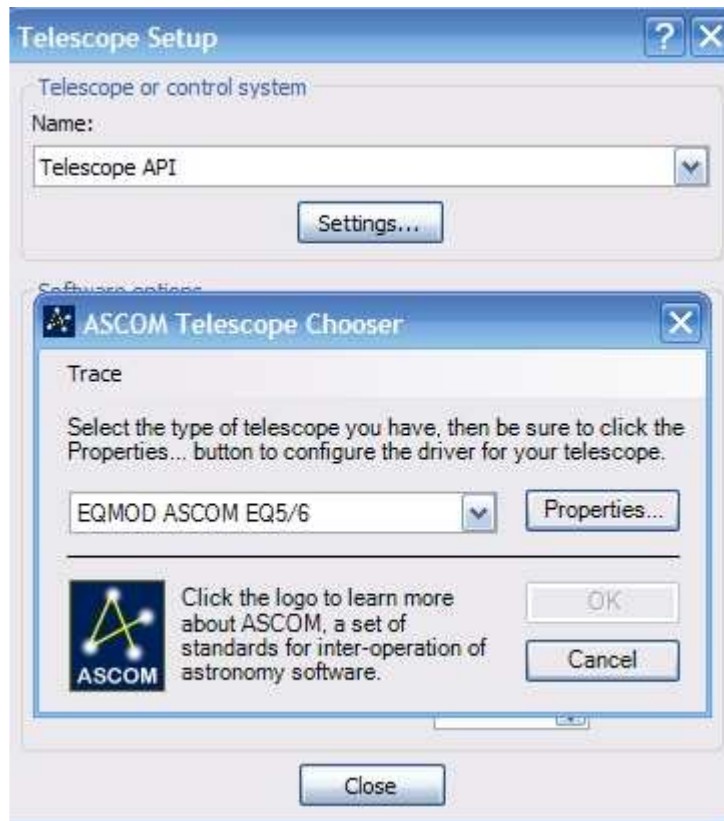 Telescope Setup
Telescope or control system
Name:
Telescope API
Settings...
Software options
ASCOM Telescope Chooser
Trace
Select the type of telescope you have, then be sure to click the
Properties... button to configure the driver for your telescope.
EQMOD ASCOM EQ5/6
Properties...
Click the logo to learn more
about ASCOM, a set of
standards for inter-operation of
astronomy software.
ASCOM
OK
Cancel
Close